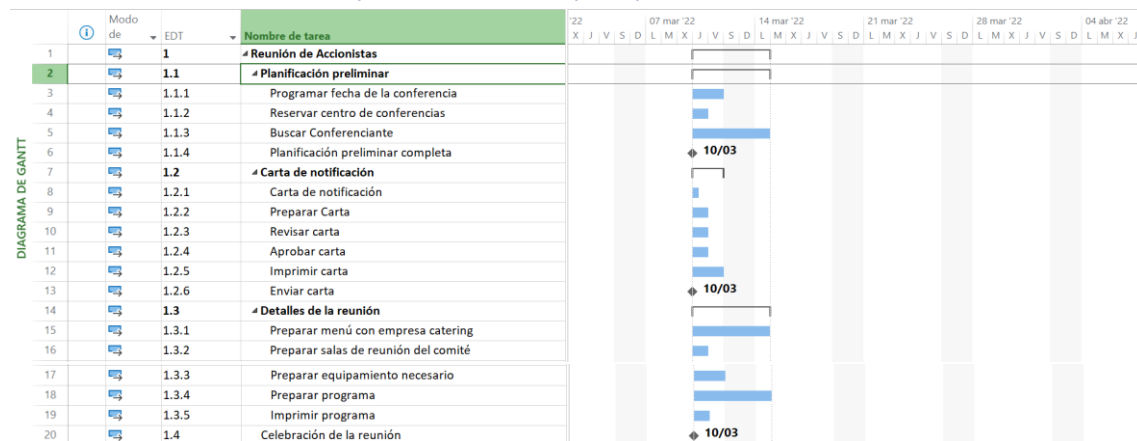 '22 07 mar '22 14 mar '22 21 mar '22 28 mar '22 04 abr '22
Modo de EDT Nombre de tarea X J V S D L M X J V S D L M X J V S D L M X J V S D L M X J V S D L M X J
1 1 Reunión de Accionistas
2 1.1 Planificación preliminar
3 1.1.1 Programar fecha de la conferencia
4 1.1.2 Reservar centro de conferencias
5 1.1.3 Buscar Conferenciante
6 1.1.4 Planificación preliminar completa 10/03
7 1.2 Carta de notificación
8 1.2.1 Carta de notificación
9 1.2.2 Preparar Carta
10 1.2.3 Revisar carta
11 1.2.4 Aprobar carta
12 1.2.5 Imprimir carta
13 1.2.6 Enviar carta 10/03
14 1.3 Detalles de la reunión
15 1.3.1 Preparar menú con empresa catering
16 1.3.2 Preparar salas de reunión del comité
17 1.3.3 Preparar equipamiento necesario
18 1.3.4 Preparar programa
19 1.3.5 Imprimir programa
20 1.4 Celebración de la reunión 10/03
DIAGRAMA DE GANTT